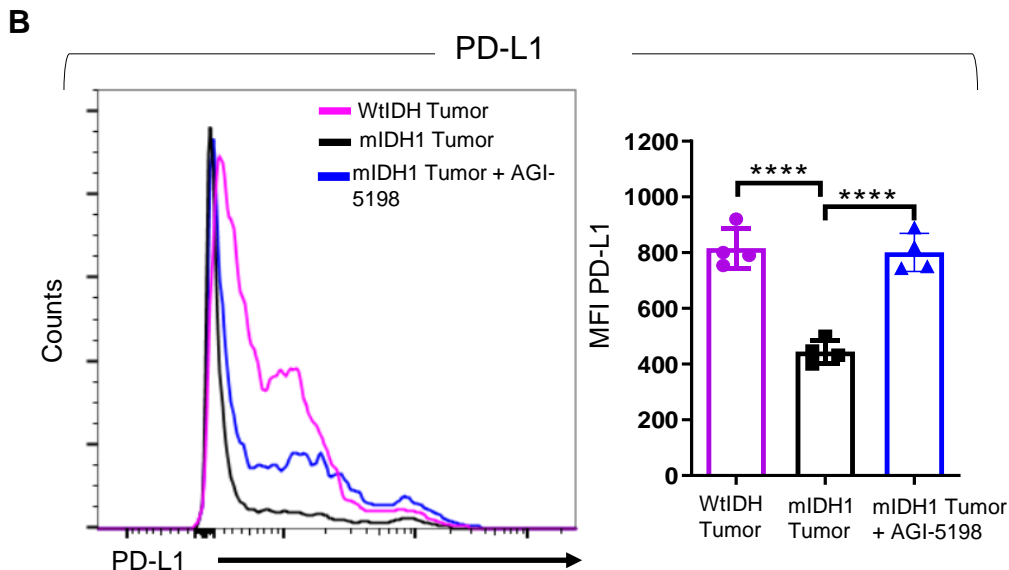 B
PD-L1
WtIDH Tumor
mIDH1 Tumor
mIDH1 Tumor + AGI-
5198
Counts
PD-L1
MFI PD-L1
1200
1000
800
600
400
200
0
****
****
WtIDH
Tumor
mIDH1
Tumor
mIDH1 Tumor
+ AGI-5198